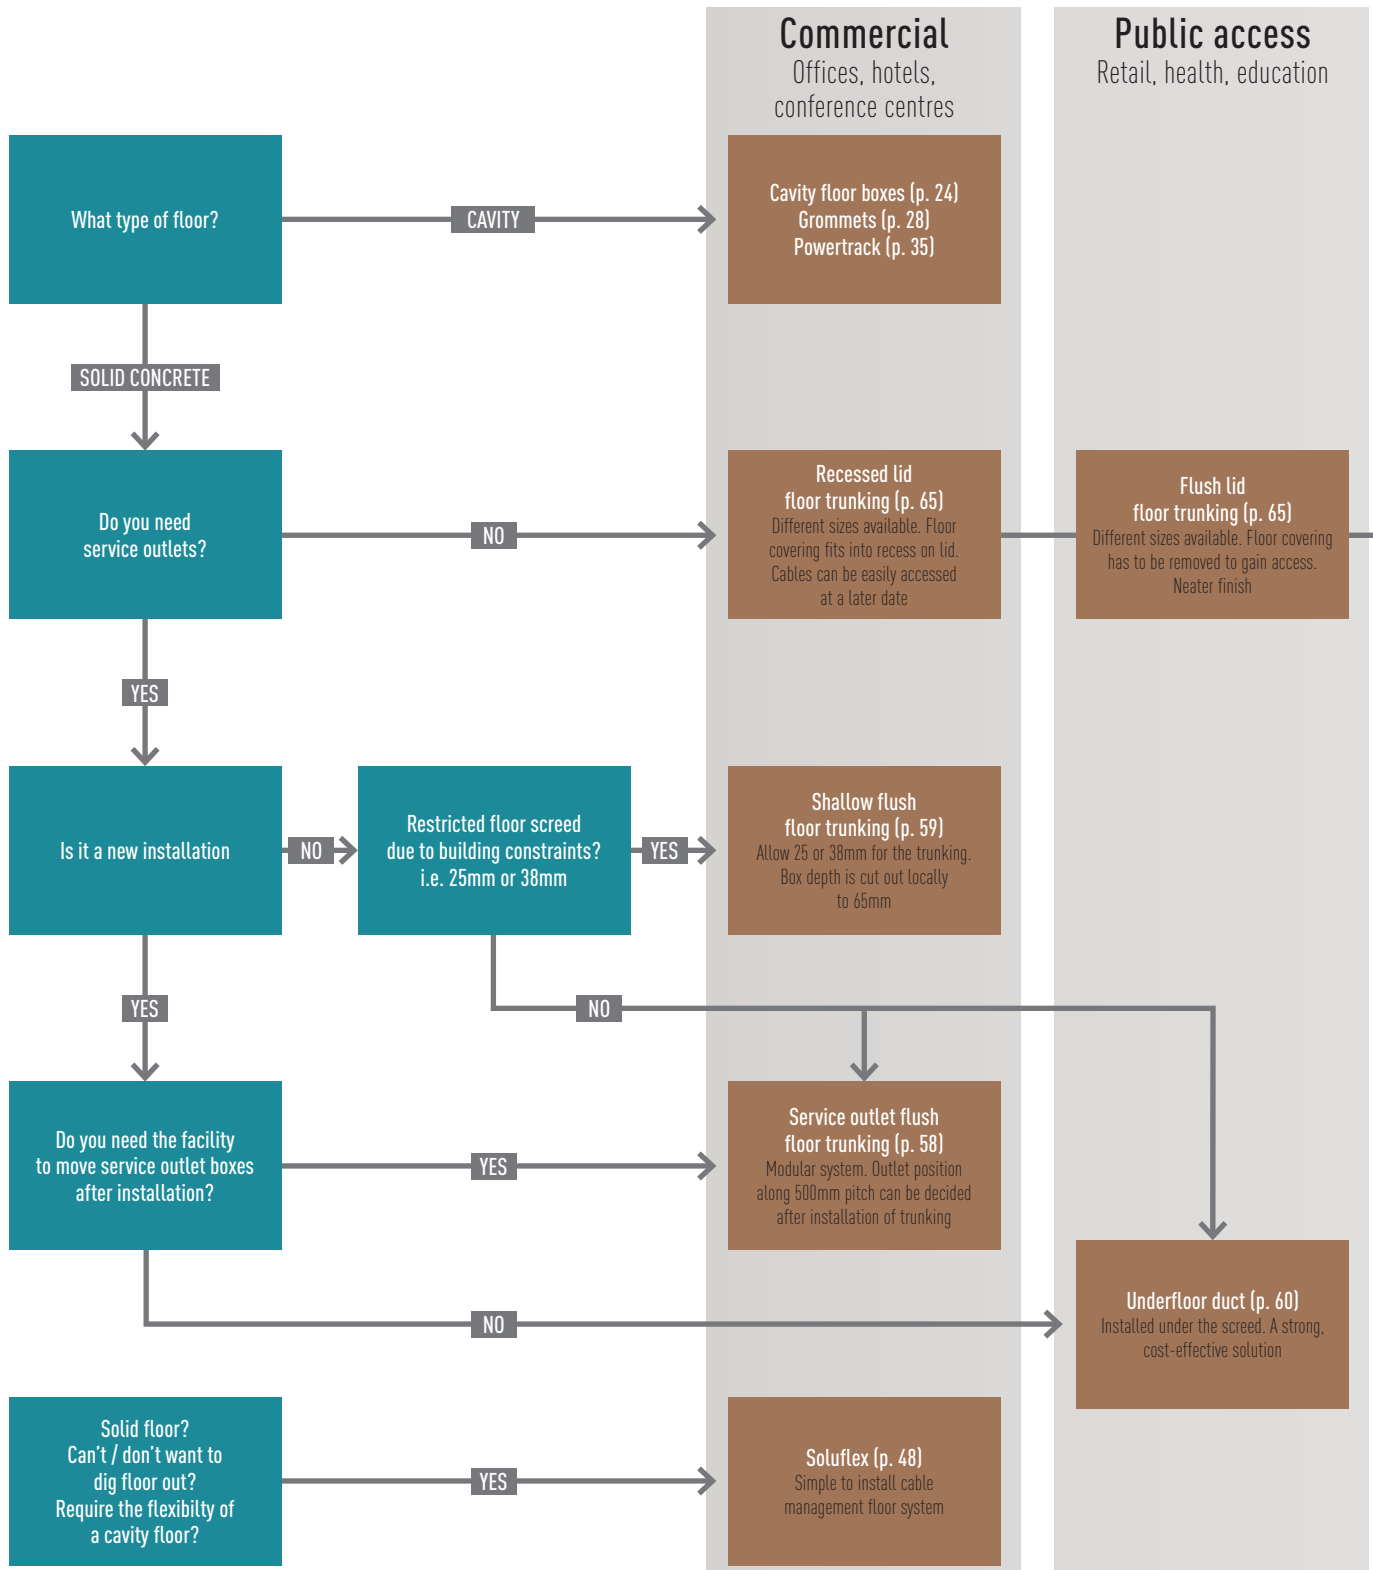 Commercial
Offices, hotels,
conference centres
Public access
Retail, health, education
What type of floor?
CAVITY
Cavity floor boxes (p. 24)
Grommets (p. 28)
Powertrack (p. 35)
SOLID CONCRETE
Do you need
service outlets?
NO
Recessed lid
floor trunking (p. 65)
Different sizes available. Floor
covering fits into recess on lid.
Cables can be easily accessed
at a later date
Flush lid
floor trunking (p. 65)
Different sizes available. Floor covering
has to be removed to gain access.
Neater finish
YES
Is it a new installation
NO
Restricted floor screed
due to building constraints?
i.e. 25mm or 38mm
YES
Shallow flush
floor trunking (p. 59)
Allow 25 or 38mm for the trunking.
Box depth is cut out locally
to 65mm
YES
NO
Do you need the facility
to move service outlet boxes
after installation?
YES
Service outlet flush
floor trunking (p. 58)
Modular system. Outlet position
along 500mm pitch can be decided
after installation of trunking
NO
Underfloor duct (p. 60)
Installed under the screed. A strong,
cost-effective solution
Solid floor?
Can't / don't want to
dig floor out?
Require the flexibilty of
a cavity floor?
YES
Soluflex (p. 48)
Simple to install cable
management floor system